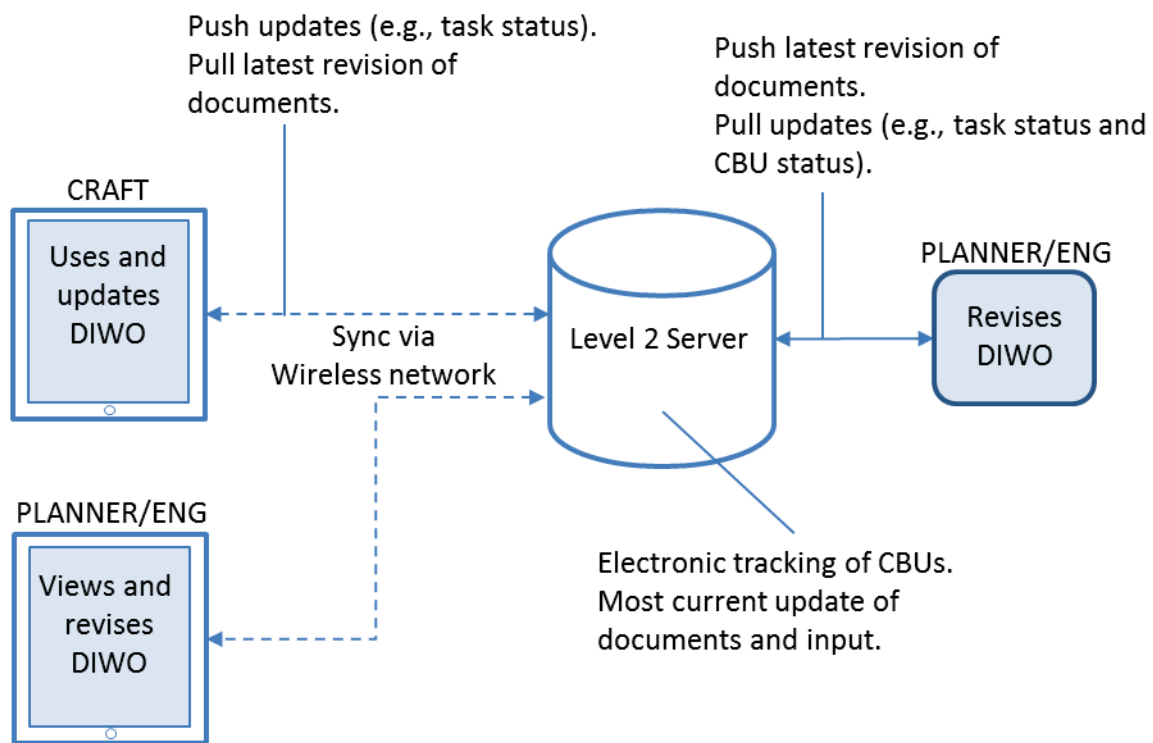 Push updates (e.g., task status).
Pull latest revision of
documents.
Push latest revision of
documents.
Pull updates (e.g., task status and
CBU status).
CRAFT
Uses and
updates
DIWO
Sync via
Wireless network
Level 2 Server
PLANNER/ENG
Revises
DIWO
PLANNER/ENG
Views and
revises
DIWO
Electronic tracking of CBUs.
Most current update of
documents and input.